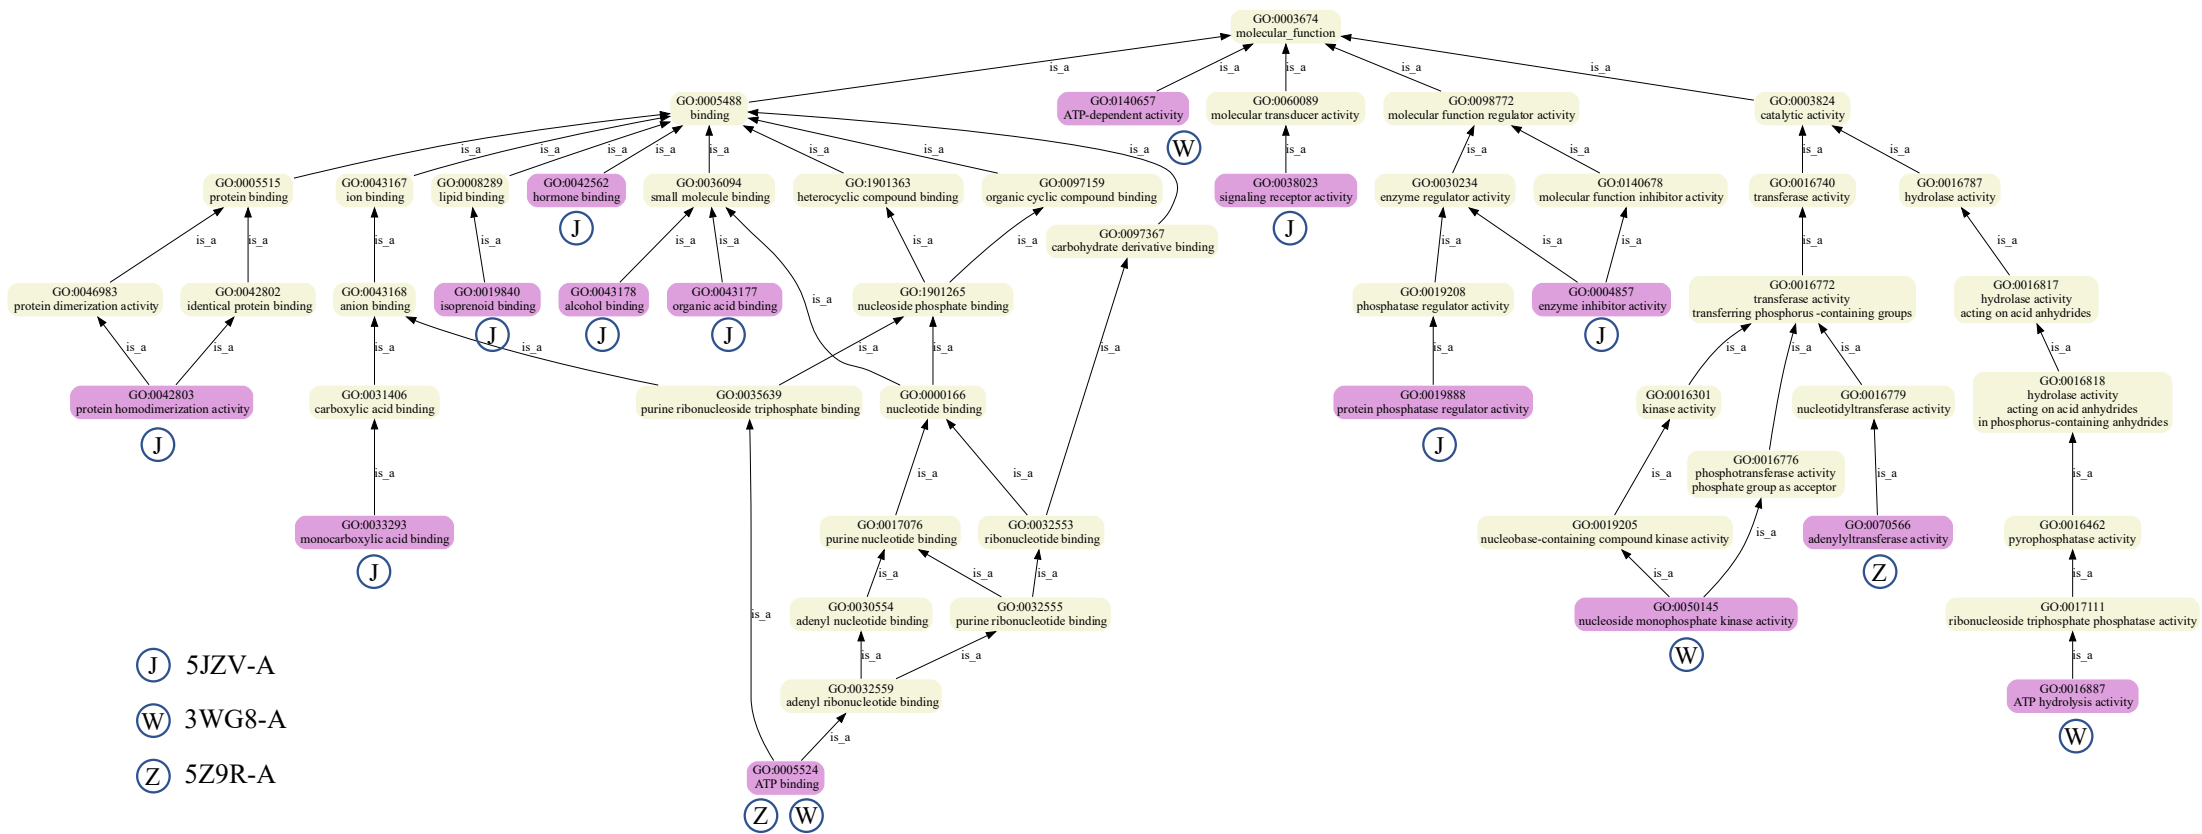 GO:0003674
molecular_function
is_a
is_a
is_a
is_a
is_a
GO:0005488
binding
GO:0140657
ATP-dependent activity
W
GO:0060089
molecular transducer activity
GO:0098772
molecular function regulator activity
GO:0003824
catalytic activity
is_a
is_a
is_a
is_a
is_a
is_a
is_a
is_a
is_a
is_a
is_a
is_a
is_a
GO:0005515
protein binding
GO:0043167
ion binding
GO:0008289
lipid binding
GO:0042562
hormone binding
J
GO:0036094
small molecule binding
GO:1901363
heterocyclic compound binding
GO:0097159
organic cyclic compound binding
GO:0097367
carbohydrate derivative binding
GO:0038023
signaling receptor activity
J
GO:0030234
enzyme regulator activity
GO:0140678
molecular function inhibitor activity
GO:0016740
transferase activity
GO:0016787
hydrolase activity
is_a
is_a
is_a
is_a
is_a
is_a
is_a
is_a
is_a
is_a
is_a
is_a
is_a
is_a
GO:0046983
protein dimerization activity
GO:0042802
identical protein binding
GO:0043168
anion binding
GO:0019840
isoprenoid binding
J
GO:0043178
alcohol binding
J
GO:0043177
organic acid binding
J
GO:1901265
nucleoside phosphate binding
GO:0019208
phosphatase regulator activity
GO:0004857
enzyme inhibitor activity
J
GO:0016772
transferase activity
transferring phosphorus -containing groups
GO:0016817
hydrolase activity
acting on acid anhydrides
is_a
is_a
is_a
is_a
is_a
is_a
is_a
is_a
is_a
is_a
is_a
is_a
GO:0042803
protein homodimerization activity
J
GO:0031406
carboxylic acid binding
GO:0035639
purine ribonucleoside triphosphate binding
GO:0000166
nucleotide binding
GO:0019888
protein phosphatase regulator activity
J
GO:0016301
kinase activity
GO:0016779
nucleotidyltransferase activity
GO:0016818
hydrolase activity
acting on acid anhydrides
in phosphorus-containing anhydrides
GO:0016776
phosphotransferase activity
phosphate group as acceptor
is_a
is_a
is_a
is_a
is_a
is_a
GO:0033293
monocarboxylic acid binding
J
GO:0017076
purine nucleotide binding
GO:0032553
ribonucleotide binding
GO:0019205
nucleobase-containing compound kinase activity
is_a
GO:0070566
adenylyltransferase activity
Z
GO:0016462
pyrophosphatase activity
is_a
is_a
is_a
is_a
is_a
GO:0030554
adenyl nucleotide binding
GO:0032555
purine ribonucleotide binding
is_a
GO:0050145
nucleoside monophosphate kinase activity
W
GO:0017111
ribonucleoside triphosphate phosphatase activity
is_a
is_a
is_a
GO:0032559
adenyl ribonucleotide binding
GO:0016887
ATP hydrolysis activity
W
is_a
GO:0005524
ATP binding
Z W
J 5JZV-A
W 3WG8-A
Z 5Z9R-A